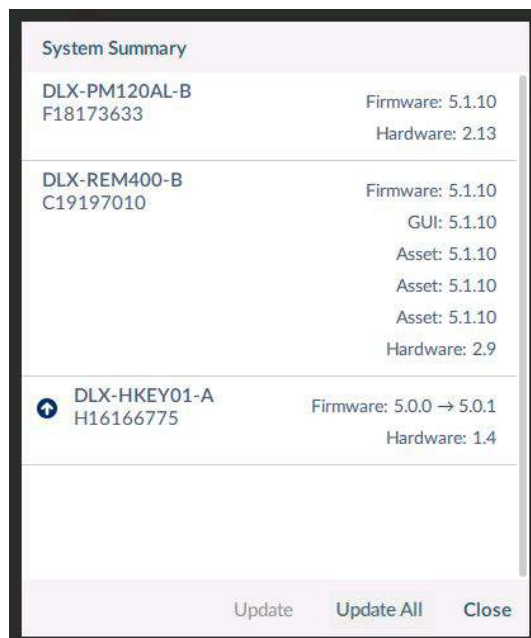 System Summary
DLX-PM120AL-B
F18173633
Firmware: 5.1.10
Hardware: 2.13
DLX-REM400-B
C19197010
Firmware: 5.1.10
GUI: 5.1.10
Asset: 5.1.10
Asset: 5.1.10
Asset: 5.1.10
Hardware: 2.9
DLX-HKEY01-A
H16166775
Firmware: 5.0.0 → 5.0.1
Hardware: 1.4
Update Update All Close